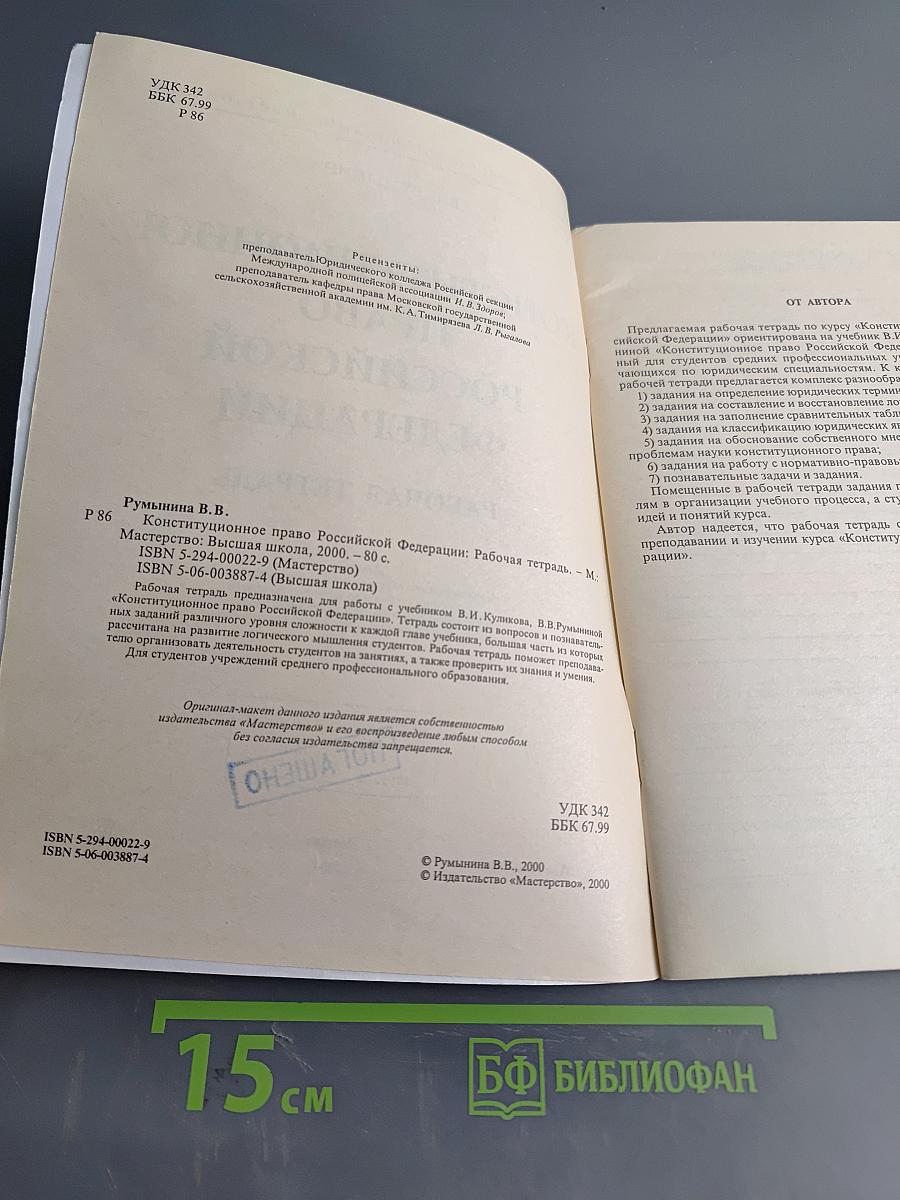 УДК 342
ББК 67.99
Р 86
Рецензенты:
преподаватель Юридического колледжа Российской секции
Международной полицейской ассоциации И. В. Здоров;
преподаватель кафедры права Московской государственной
сельскохозяйственной академии им. К. А. Тимирязева Л. В. Рыгалова
Румынина В. В.
Р 86
Конституционное право Российской Федерации: Рабочая тетрадь. – М.:
Мастерство: Высшая школа, 2000. – 80 с.
ISBN 5-294-00022-9 (Мастерство)
ISBN 5-06-003887-4 (Высшая школа)
Рабочая тетрадь предназначена для работы с учебником В. И. Куликова, В.В.Румыниной
«Конституционное право Российской Федерации». Тетрадь состоит из вопросов и познаватель-
ных заданий различного уровня сложности к каждой главе учебника, большая часть из которых
рассчитана на развитие логического мышления студентов. Рабочая тетрадь поможет преподава-
телю организовать деятельность студентов на занятиях, а также проверить их знания и умения.
Для студентов учреждений среднего профессионального образования.
Оригинал-макет данного издания является собственностью
издательства «Мастерство» и его воспроизведение любым способом
без согласия издательства запрещается.
ПОГАШЕНО
УДК 342
ББК 67.99
ISBN 5-294-00022-9
ISBN 5-06-003887-4
© Румынина В.В., 2000
© Издательство «Мастерство», 2000
ОТ АВТОРА
Предлагаемая рабочая тетрадь по курсу «Консти
сийской Федерации» ориентирована на учебник В.И
ниной «Конституционное право Российской Феде
ный для студентов средних профессиональных у
чающихся по юридическим специальностям. К к
рабочей тетради предлагается комплекс разнообра
1) задания на определение юридических терми
2) задания на составление и восстановление ло
3) задания на заполнение сравнительных табл
4) задания на классификацию юридических яв
5) задания на обоснование собственного мне
проблемам науки конституционного права;
6) задания на работу с нормативно-правовы
7) познавательные задачи и задания.
Помещенные в рабочей тетради задания п
лям в организации учебного процесса, а сту
идей и понятий курса.
Автор надеется, что рабочая тетрадь с
преподавании и изучении курса «Конститу
рации».
15 см
БФ БИБЛИОФАН